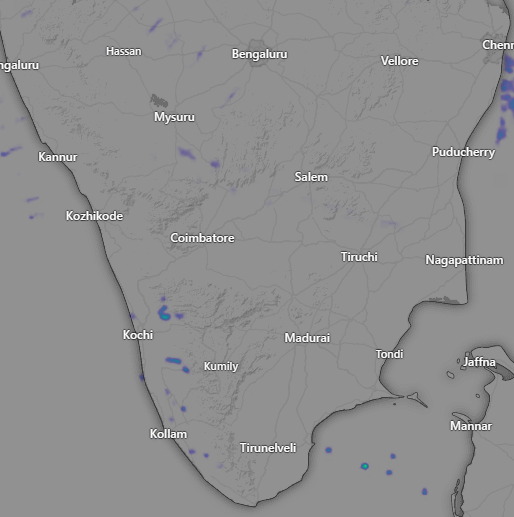 Hassan
Bengaluru
Chenn
ngaluru
Vellore
Mysuru
Kannur
Puducherry
Salem
Kozhikode
Coimbatore
Tiruchi
Nagapattinam
Kochi
Madurai
Tondi
Kumily
Jaffna
Mannar
Kollam
Tirunelveli